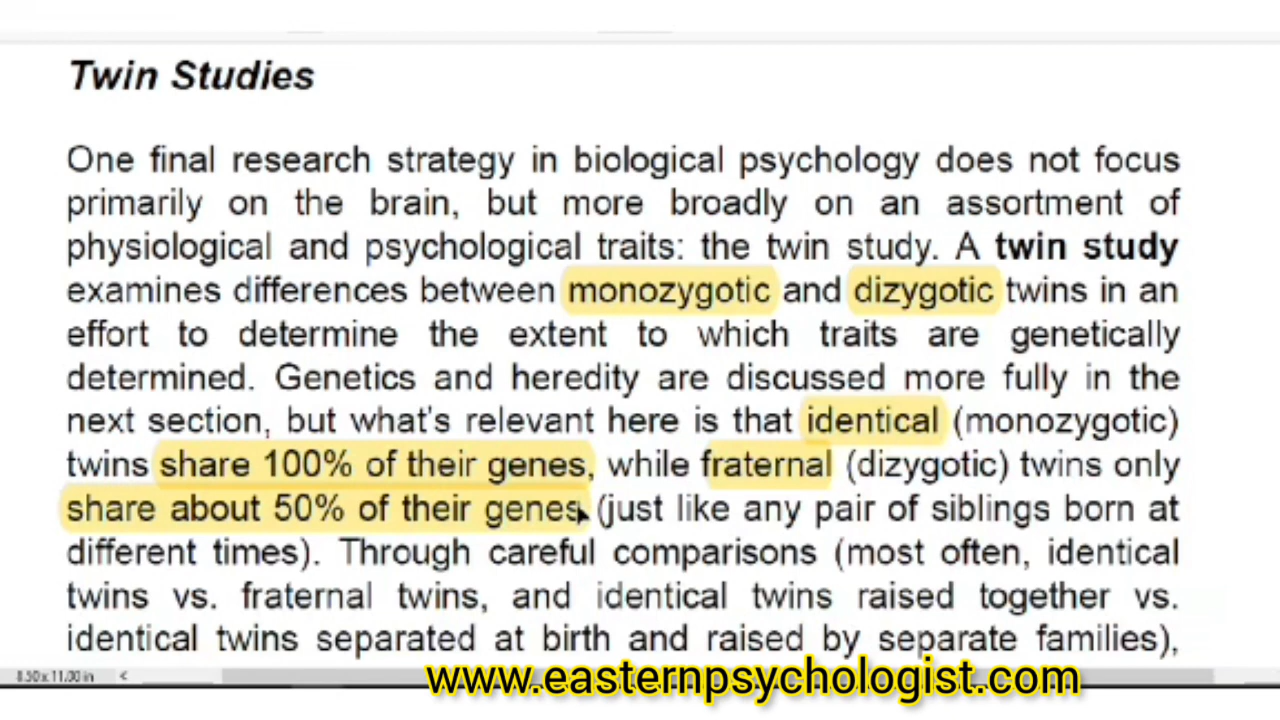 Twin Studies
One final research strategy in biological psychology does not focus
primarily on the brain, but more broadly on an assortment of
physiological and psychological traits: the twin study. A twin study
examines differences between monozygotic and dizygotic twins in an
effort to determine the extent to which traits are genetically
determined. Genetics and heredity are discussed more fully in the
next section, but what's relevant here is that identical (monozygotic)
twins share 100% of their genes, while fraternal (dizygotic) twins only
share about 50% of their genes (just like any pair of siblings born at
different times). Through careful comparisons (most often, identical
twins vs. fraternal twins, and identical twins raised together vs.
identical twins separated at birth and raised by separate families),
8.50 x 11.00 in <
www.easternpsychologist.com